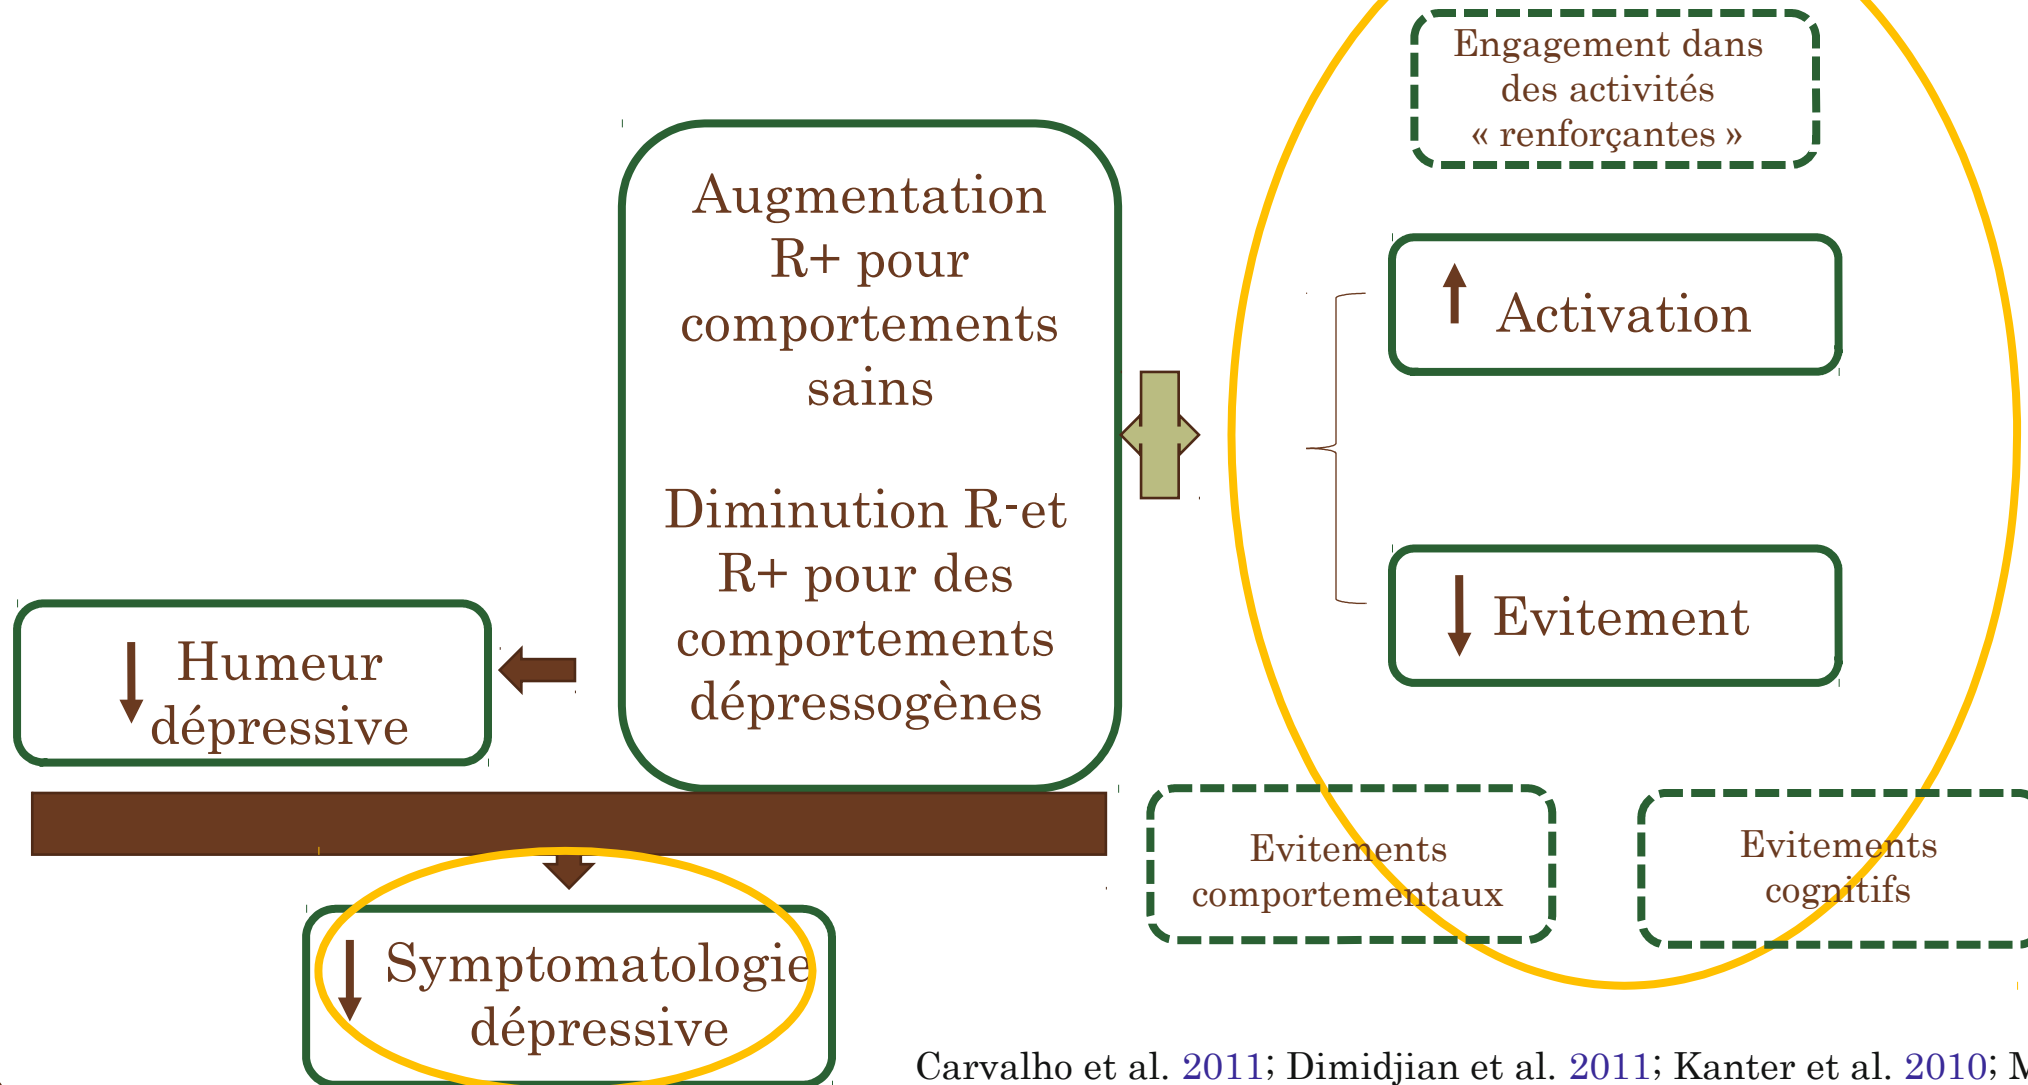 Engagement dans
des activités
« renforçantes »
Augmentation
R+ pour
comportements
sains
Diminution R-et
R+ pour des
comportements
dépressogènes
Activation
Evitement
Humeur
dépressive
Evitements
comportementaux
Evitements
cognitifs
Symptomatologie
dépressive
Carvalho et al. 2011; Dimidjian et al. 2011; Kanter et al. 2010;